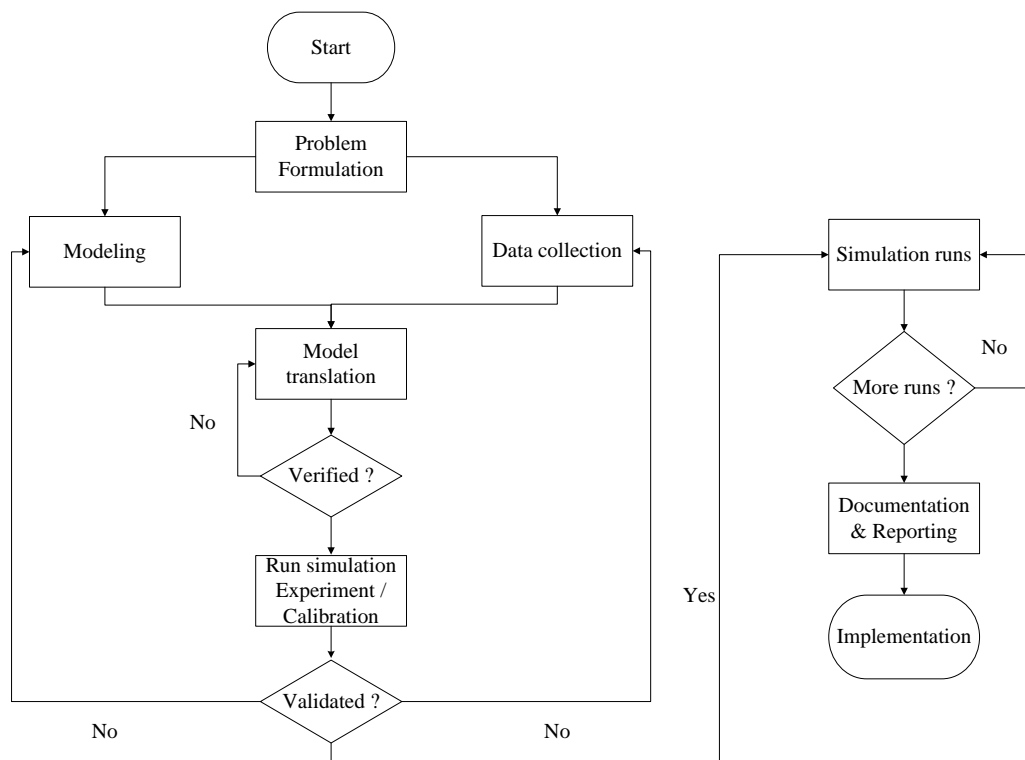 Start
Problem
Formulation
Modeling
Data collection
Model
translation
No
Verified ?
Run simulation
Experiment /
Calibration
Validated ?
No
No
Yes
Simulation runs
No
More runs ?
Documentation
& Reporting
Implementation